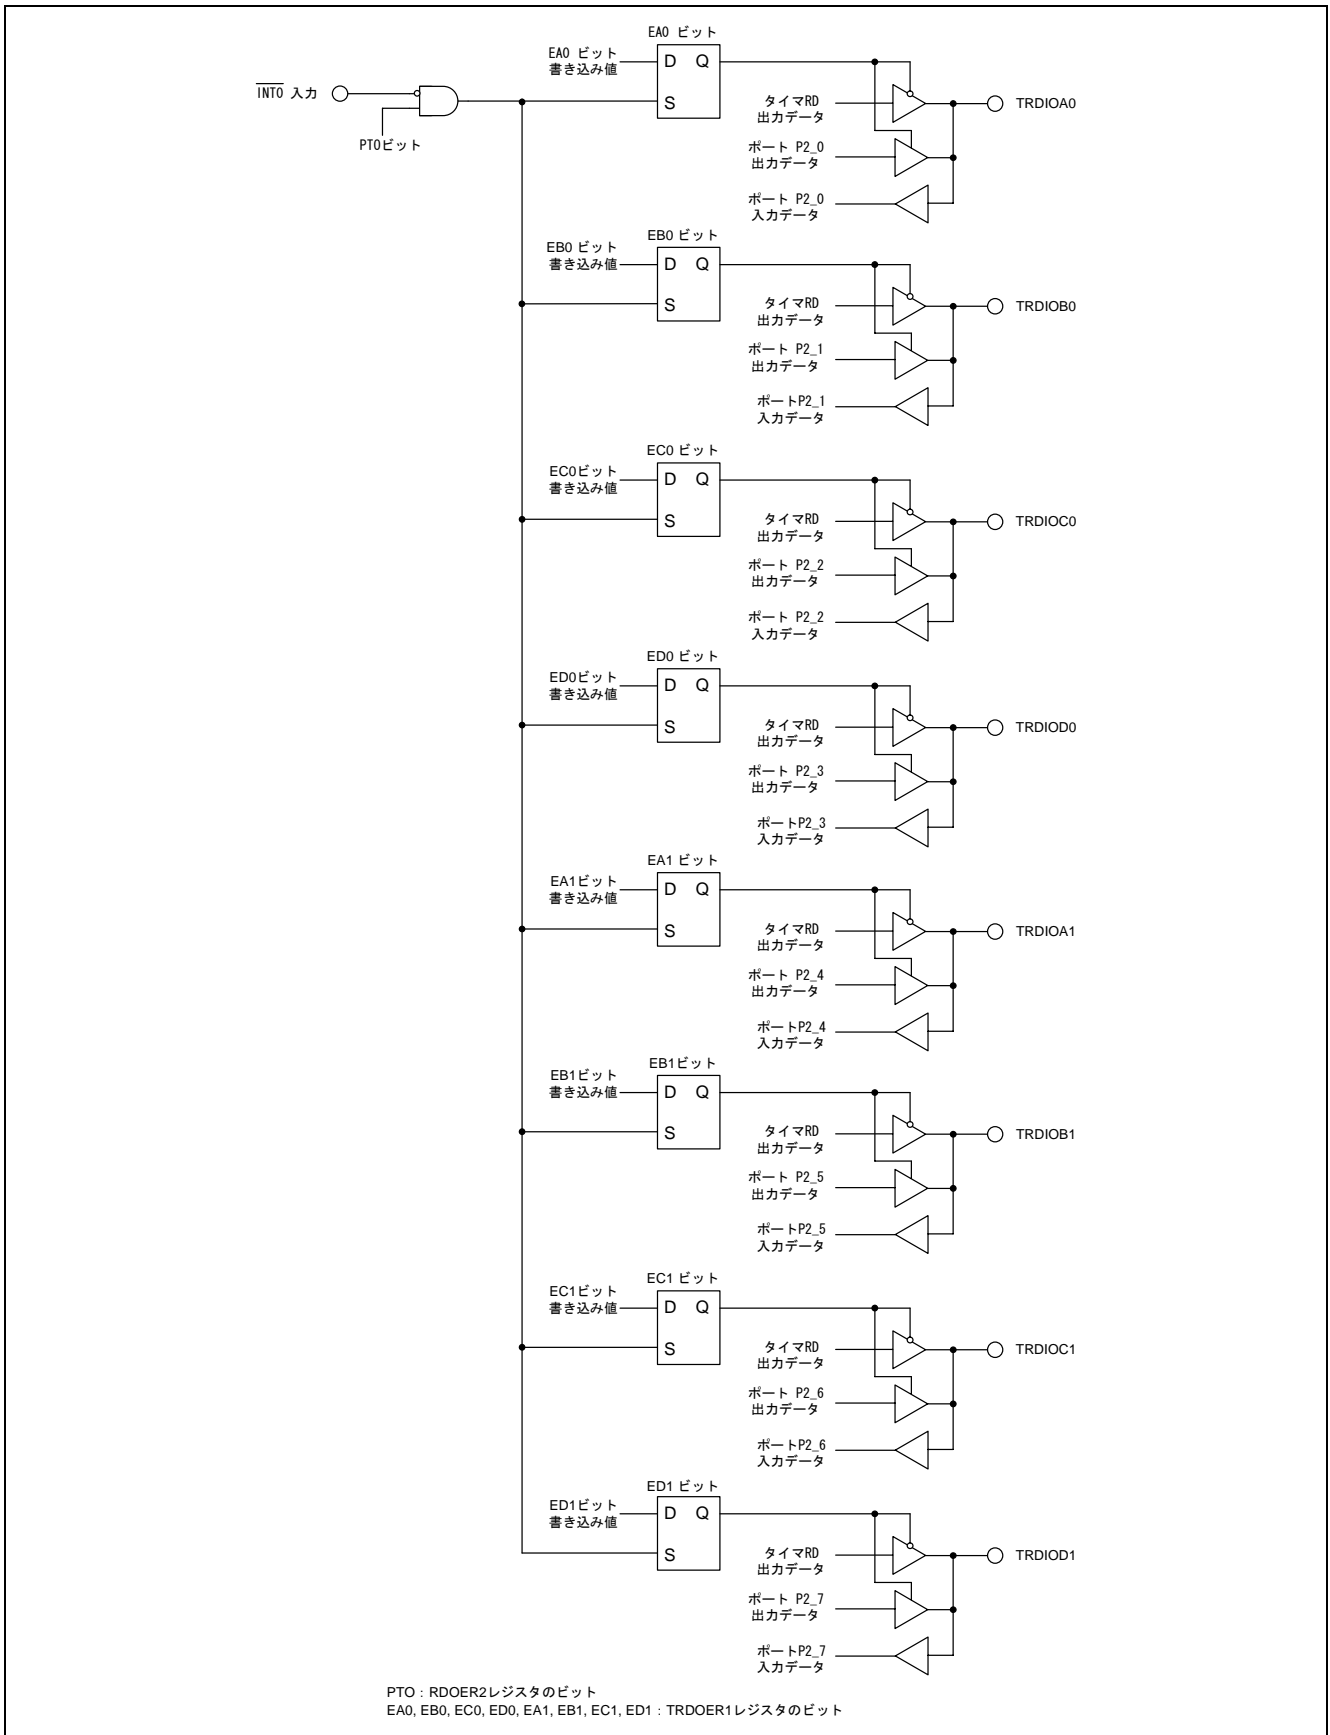 EA0 ビット
EA0 ビット
書き込み値
D Q
S
INT0 入力
PTOビット
タイマRD
出力データ
TRDIOA0
ポート P2_0
出力データ
ポート P2_0
入力データ
EB0 ビット
EB0 ビット
書き込み値
D Q
S
タイマRD
出力データ
TRDIOB0
ポート P2_1
出力データ
ポートP2_1
入力データ
EC0 ビット
EC0ビット
書き込み値
D Q
S
タイマRD
出力データ
TRDIOC0
ポート P2_2
出力データ
ポート P2_2
入力データ
ED0 ビット
ED0ビット
書き込み値
D Q
S
タイマRD
出力データ
TRDIOD0
ポート P2_3
出力データ
ポートP2_3
入力データ
EA1 ビット
EA1ビット
書き込み値
D Q
S
タイマRD
出力データ
TRDIOA1
ポート P2_4
出力データ
ポートP2_4
入力データ
EB1ビット
EB1ビット
書き込み値
D Q
S
タイマRD
出力データ
TRDIOB1
ポート P2_5
出力データ
ポートP2_5
入力データ
EC1 ビット
EC1ビット
書き込み値
D Q
S
タイマRD
出力データ
TRDIOC1
ポート P2_6
出力データ
ポートP2_6
入力データ
ED1 ビット
ED1ビット
書き込み値
D Q
S
タイマRD
出力データ
TRDIOD1
ポート P2_7
出力データ
ポートP2_7
入力データ
PTO : RDOER2レジスタのビット
EA0, EB0, EC0, ED0, EA1, EB1, EC1, ED1 : TRDOER1レジスタのビット